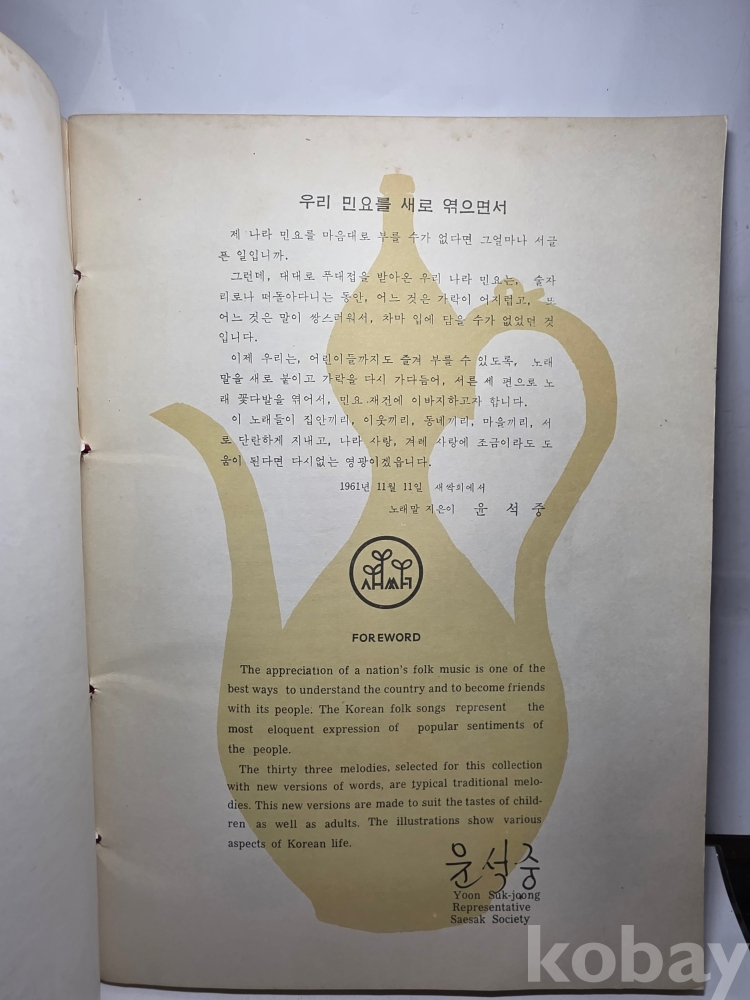 우리 민요를 새로 엮으면서
제 나라 민요를 마음대로 부를 수가 없다면 그얼마나 서글
픈 일입니까.
그런데, 대대로 푸대접을 받아온 우리 나라 민요는, 술자
리로나 떠돌아다니는 동안, 어느 것은 가락이 어지럽고, 또
어느 것은 말이 쌍스러워서, 차마 입에 담을 수가 없었던 것
입니다.
이제 우리는, 어린이들까지도 즐겨 부를 수 있도록, 노래
말을 새로 붙이고 가락을 다시 가다듬어, 서른 세 편으로 노
래 꽃다발을 엮어서, 민요 재건에 이바지하고자 합니다.
이 노래들이 집안끼리, 이웃끼리, 동네끼리, 마을끼리, 서
로 단란하게 지내고, 나라 사랑, 겨레 사랑에 조금이라도 도
움이 된다면 다시없는 영광이겠읍니다.
1961년 11월 11일 새싹회에서
노래말 지은이 윤 석 중
새싹
FOREWORD
The appreciation of a nation's folk music is one of the
best ways to understand the country and to become friends
with its people. The Korean folk songs represent the
most eloquent expression of popular sentiments of
the people.
The thirty three melodies, selected for this collection
with new versions of words, are typical traditional melo-
dies. This new versions are made to suit the tastes of child-
ren as well as adults. The illustrations show various
aspects of Korean life.
윤석중
Yoon Suk-joong
Representative
Saesak Society
kobay